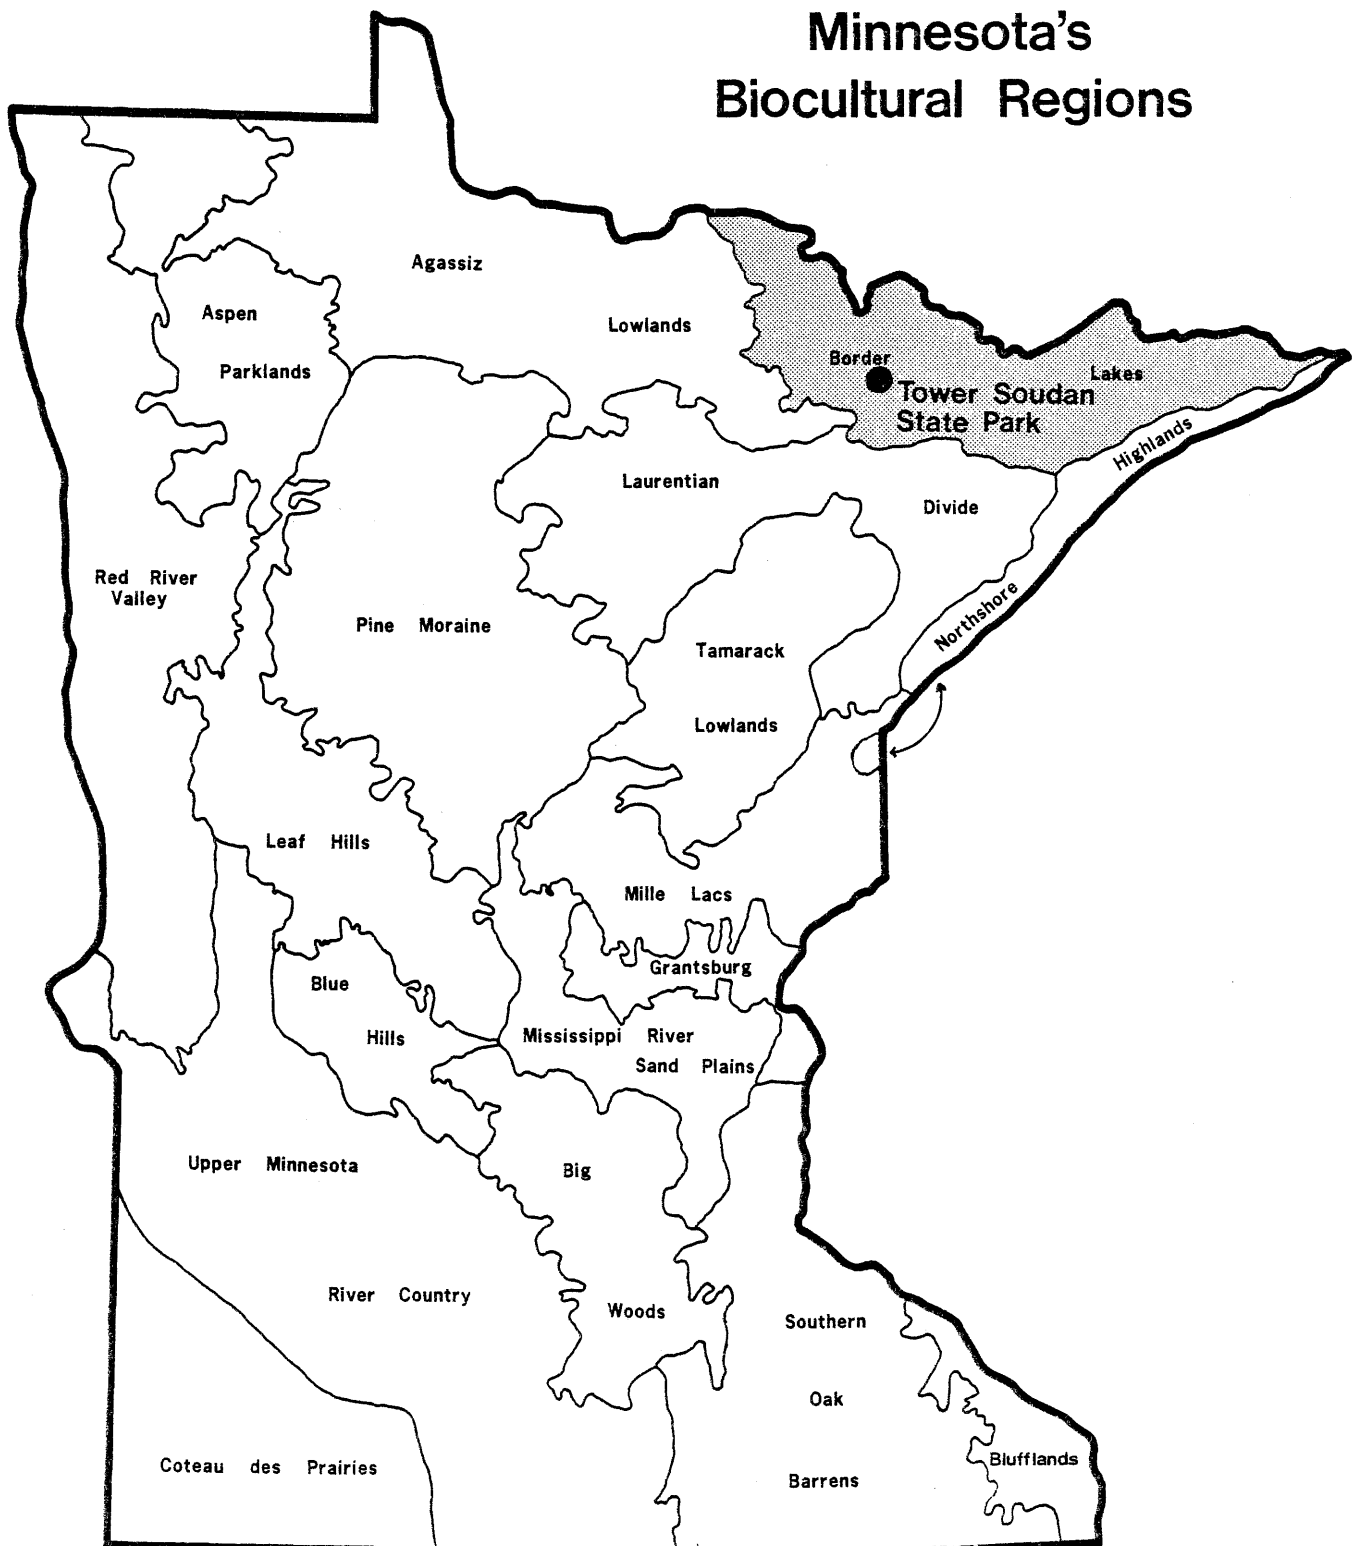 Minnesota's
Biocultural Regions
Agassiz
Lowlands
Aspen
Parklands
Border
Lakes
Tower Soudan
State Park
Highlands
Laurentian
Divide
Red River
Valley
Northshore
Pine Moraine
Tamarack
Lowlands
Leaf Hills
Mille Lacs
Grantsburg
Blue
Hills
Mississippi River
Sand Plains
Upper Minnesota
Big
River Country
Woods
Southern
Oak
Barrens
Blufflands
Coteau des Prairies